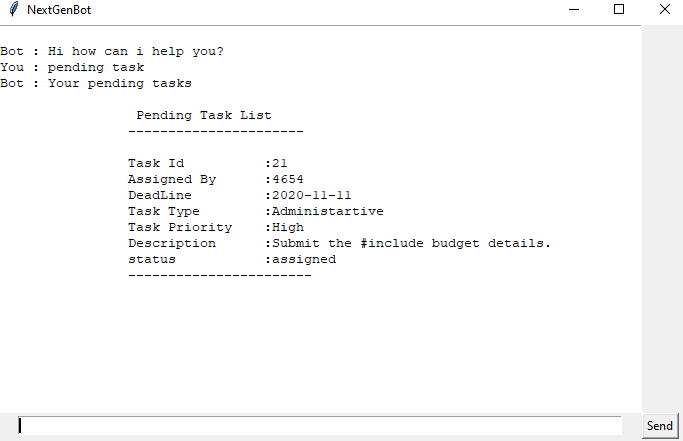 NextGenBot
Bot : Hi how can i help you?
You : pending task
Bot : Your pending tasks
Pending Task List
----------------------
Task Id :21
Assigned By :4654
DeadLine :2020-11-11
Task Type :Administartive
Task Priority :High
Description :Submit the #include budget details.
status :assigned
-----------------------
Send